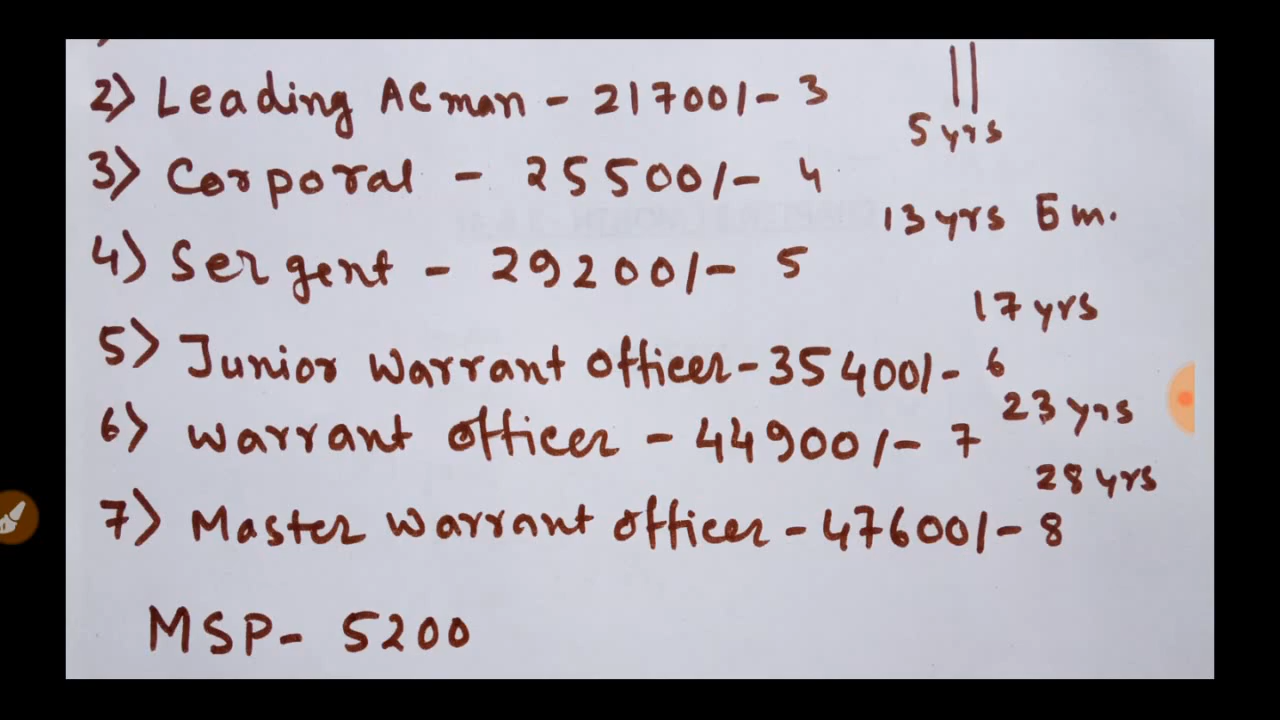 2) Leading ACman - 21700/- 3
5 yrs
3) Corporal - 25500/- 4
13 yrs 5 m.
4) Sergent - 29200/- 5
17 yrs
5) Junior Warrant Officer - 35400/- 6
23 yrs
6) Warrant Officer - 44900/- 7
28 yrs
7) Master Warrant Officer - 47600/- 8
MSP - 5200